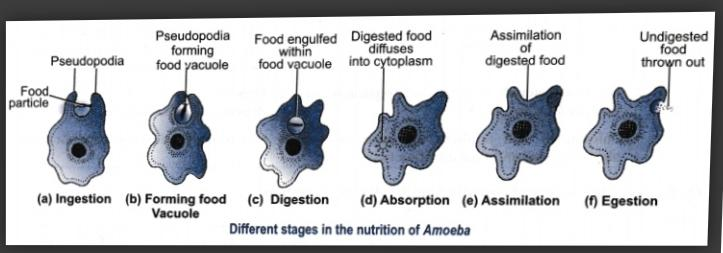 Pseudopodia
Food
particle
(a) Ingestion
Pseudopodia
forming
food vacuole
(b) Forming food
Vacuole
Food engulfed
within
food vacuole
(c) Digestion
Digested food
diffuses
into cytoplasm
(d) Absorption
Assimilation
of
digested food
(e) Assimilation
Undigested
food
thrown out
(f) Egestion
Different stages in the nutrition of Amoeba